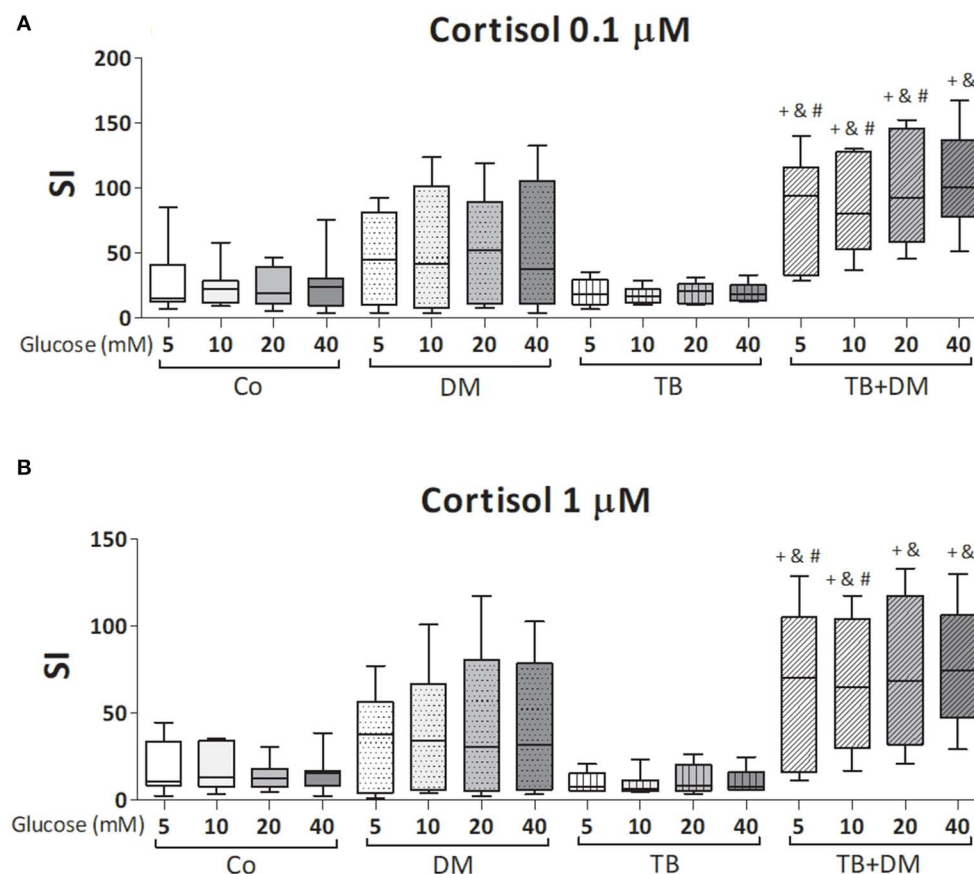 A
Cortisol 0.1 μM
200
+ &
+ & #
+ & #
+ & #
150
SI
100
50
0
Glucose (mM) 5 10 20 40 5 10 20 40 5 10 20 40 5 10 20 40
Co DM TB TB+DM
B
Cortisol 1 μM
150
+ & # + & # + & + &
100
SI
50
0
Glucose (mM) 5 10 20 40 5 10 20 40 5 10 20 40 5 10 20 40
Co DM TB TB+DM